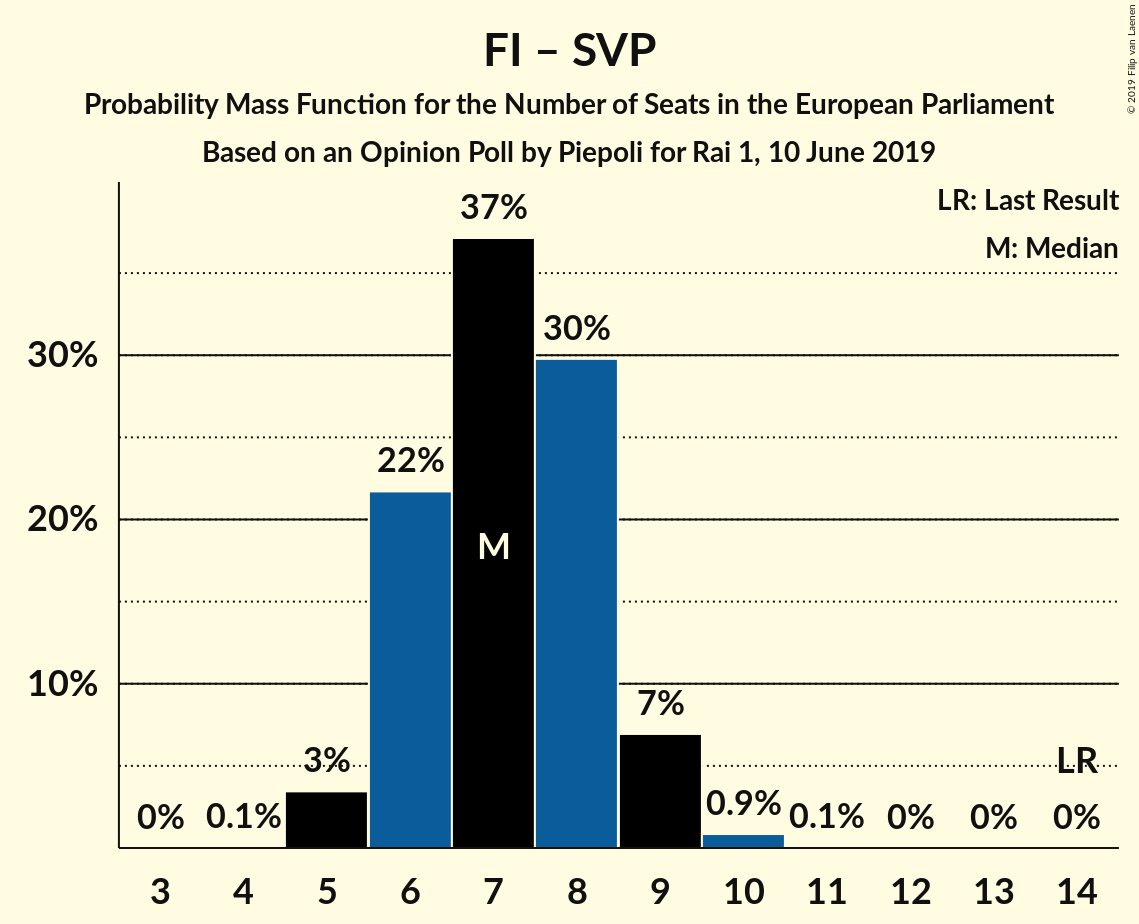 FI – SVP
Probability Mass Function for the Number of Seats in the European Parliament
Based on an Opinion Poll by Piepoli for Rai 1, 10 June 2019
© 2019 Filip van Laenen
LR: Last Result
M: Median
37%
30%
30%
22%
20%
M
10%
7%
3%
LR
0%
0.1%
0.9%
0.1%
0%
0%
0%
3 4 5 6 7 8 9 10 11 12 13 14